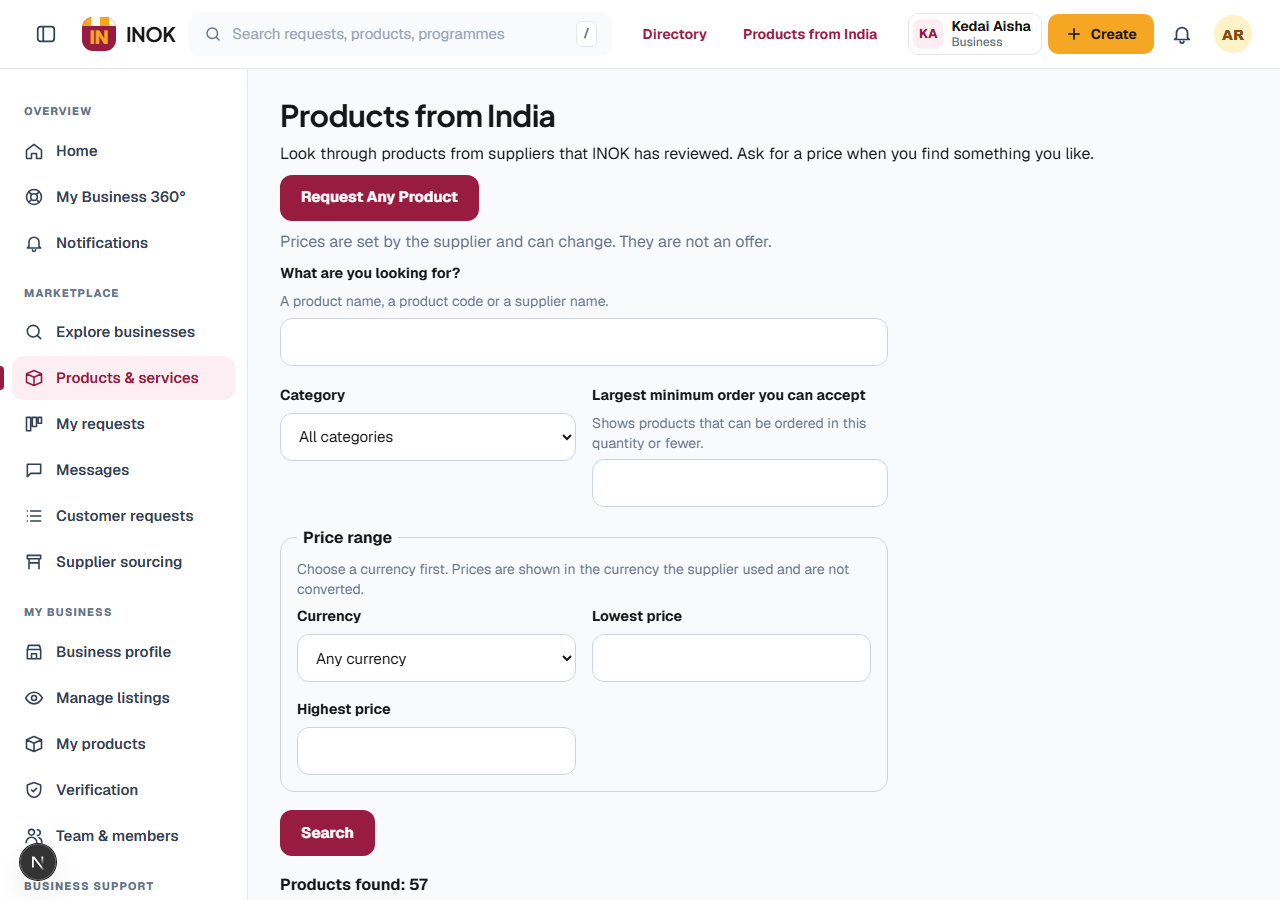 IN INOK
Search requests, products, programmes
/
Directory
Products from India
KA
Kedai Aisha
Business
Create
AR
OVERVIEW
Home
My Business 360°
Notifications
MARKETPLACE
Explore businesses
Products & services
My requests
Messages
Customer requests
Supplier sourcing
MY BUSINESS
Business profile
Manage listings
My products
Verification
Team & members
N
BUSINESS SUPPORT
Products from India
Look through products from suppliers that INOK has reviewed. Ask for a price when you find something you like.
Request Any Product
Prices are set by the supplier and can change. They are not an offer.
What are you looking for?
A product name, a product code or a supplier name.
Category
All categories
Largest minimum order you can accept
Shows products that can be ordered in this
quantity or fewer.
Price range
Choose a currency first. Prices are shown in the currency the supplier used and are not
converted.
Currency
Any currency
Lowest price
Highest price
Search
Products found: 57